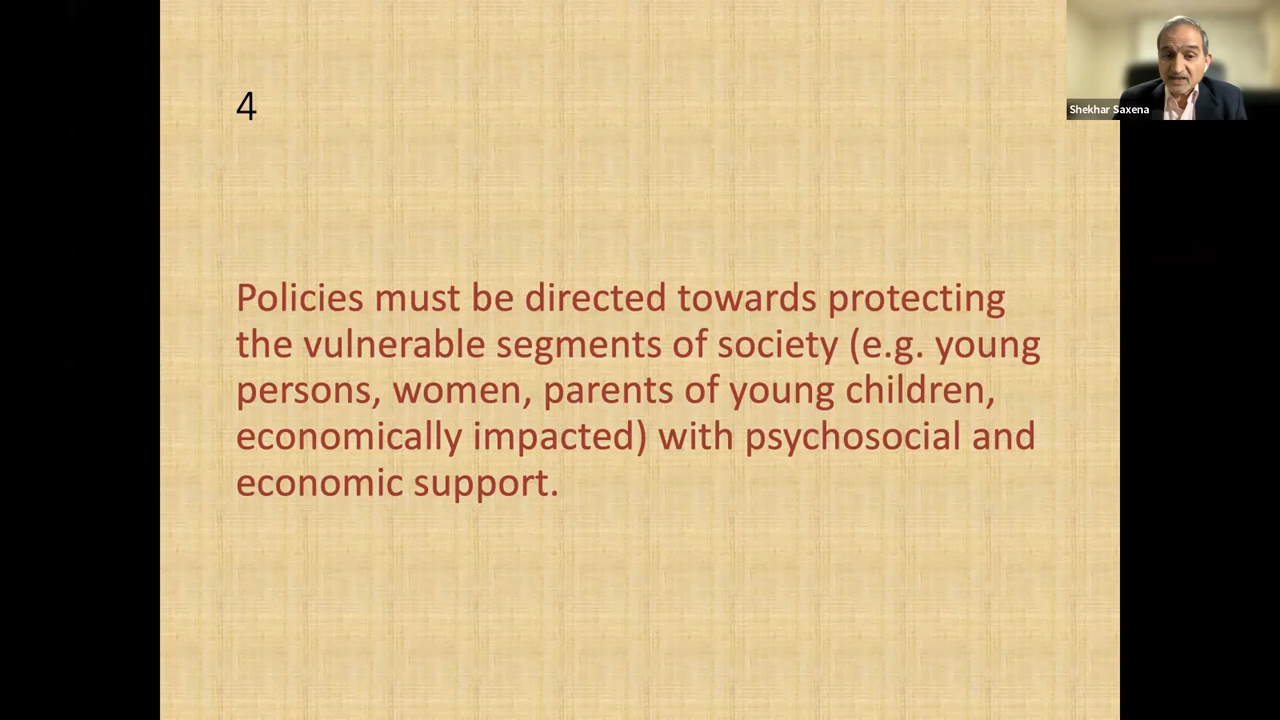 4
Shekhar Saxena
Policies must be directed towards protecting
the vulnerable segments of society (e.g. young
persons, women, parents of young children,
economically impacted) with psychosocial and
economic support.